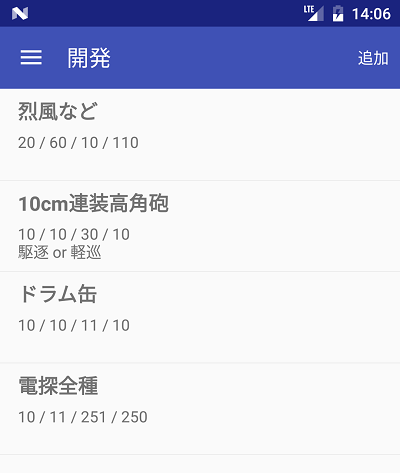 LTE 14:06
開発 追加
烈風など
20 / 60 / 10 / 110
10cm連装高角砲
10 / 10 / 30 / 10
駆逐 or 軽巡
ドラム缶
10 / 10 / 11 / 10
電探全種
10 / 11 / 251 / 250